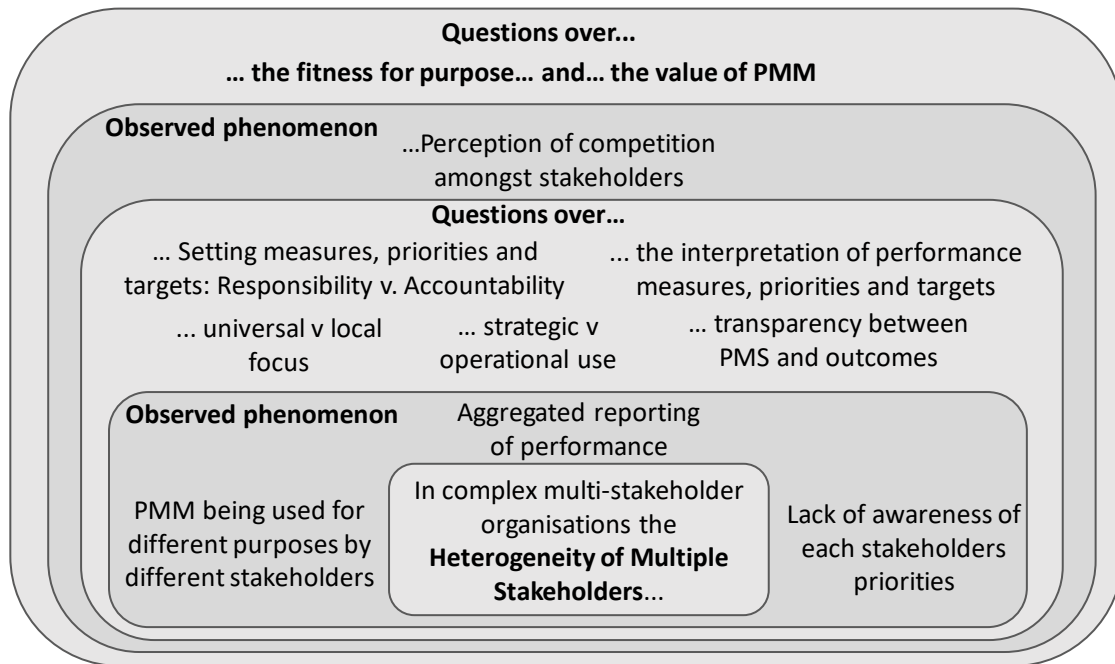 Questions over...
… the fitness for purpose… and… the value of PMM
Observed phenomenon
…Perception of competition
amongst stakeholders
Questions over…
… Setting measures, priorities and
targets: Responsibility v. Accountability
... the interpretation of performance
measures, priorities and targets
... universal v local
focus
… strategic v
operational use
… transparency between
PMS and outcomes
Observed phenomenon
Aggregated reporting
of performance
PMM being used for
different purposes by
different stakeholders
In complex multi-stakeholder
organisations the
Heterogeneity of Multiple
Stakeholders...
Lack of awareness of
each stakeholders
priorities